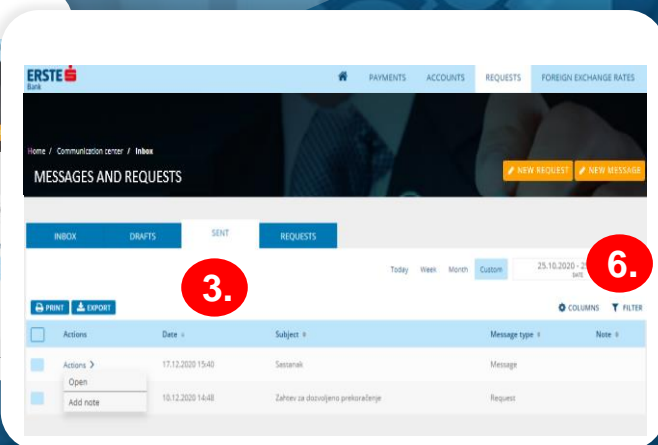 ERSTE
Bank
PAYMENTS ACCOUNTS REQUESTS FOREIGN EXCHANGE RATES
Home / Communication center / Inbox
MESSAGES AND REQUESTS
NEW REQUEST NEW MESSAGE
INBOX DRAFTS SENT REQUESTS
3.
Today Week Month Custom 25.10.2020 - 2
DATE
6.
PRINT EXPORT COLUMNS FILTER
Actions Date Subject Message type Note
Actions 17.12.2020 15:40 Sastanak Message
Open
Add note 10.12.2020 14:48 Zahtev za dozvoljeno prekoračenje Request